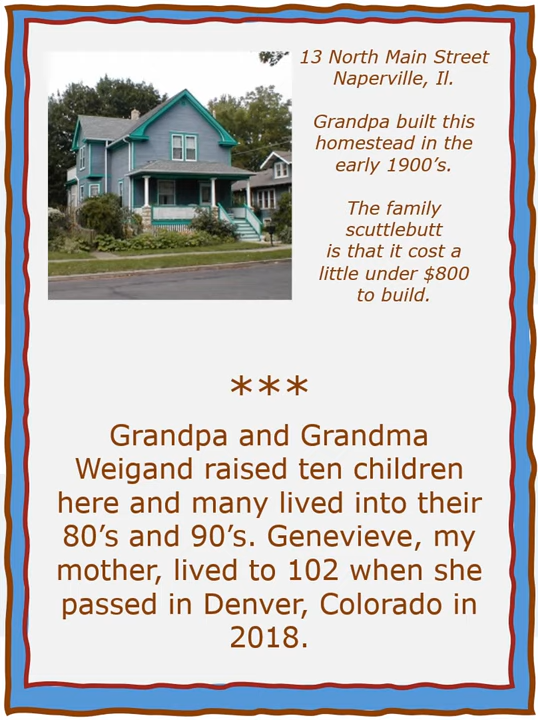 13 North Main Street
Naperville, Il.
Grandpa built this
homestead in the
early 1900’s.
The family
scuttlebutt
is that it cost a
little under $800
to build.
***
Grandpa and Grandma
Weigand raised ten children
here and many lived into their
80’s and 90’s. Genevieve, my
mother, lived to 102 when she
passed in Denver, Colorado in
2018.